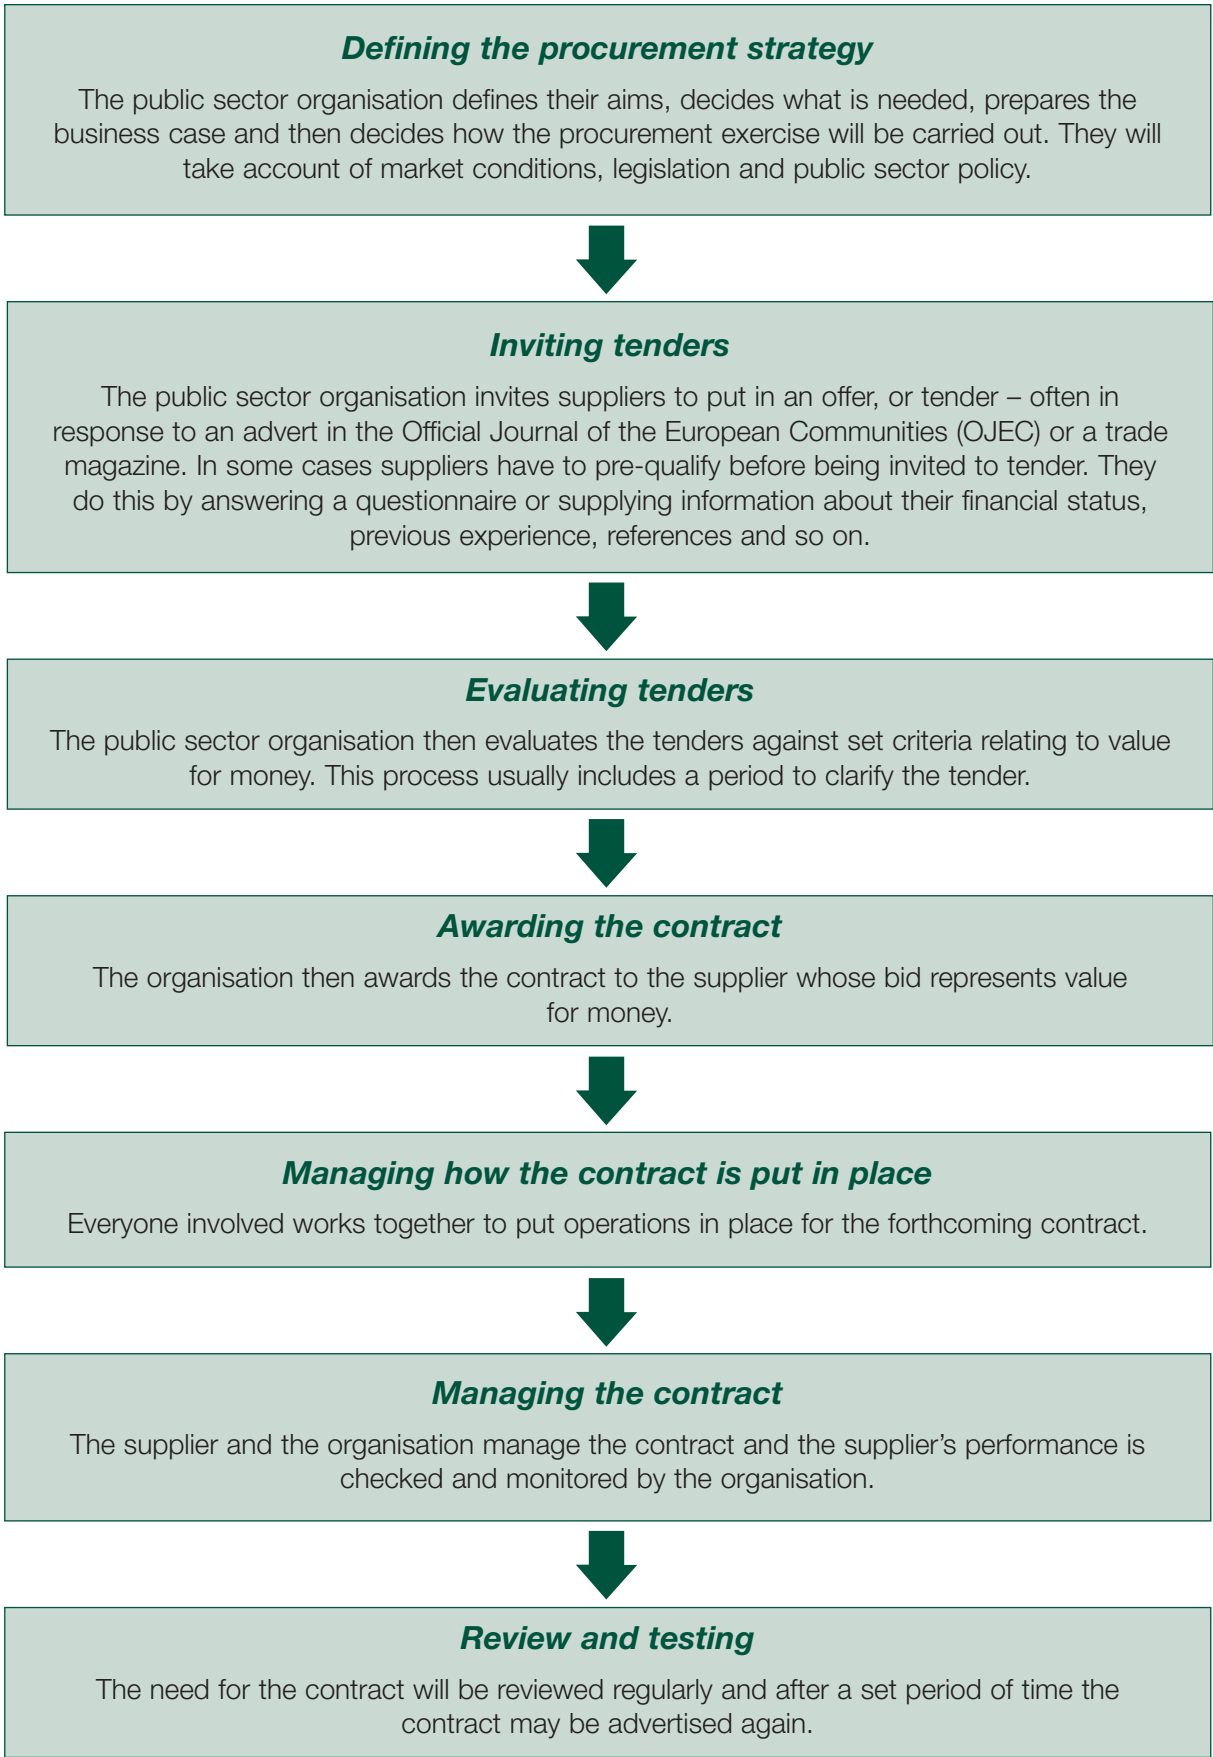 Defining the procurement strategy
The public sector organisation defines their aims, decides what is needed, prepares the
business case and then decides how the procurement exercise will be carried out. They will
take account of market conditions, legislation and public sector policy.
Inviting tenders
The public sector organisation invites suppliers to put in an offer, or tender – often in
response to an advert in the Official Journal of the European Communities (OJEC) or a trade
magazine. In some cases suppliers have to pre-qualify before being invited to tender. They
do this by answering a questionnaire or supplying information about their financial status,
previous experience, references and so on.
Evaluating tenders
The public sector organisation then evaluates the tenders against set criteria relating to value
for money. This process usually includes a period to clarify the tender.
Awarding the contract
The organisation then awards the contract to the supplier whose bid represents value
for money.
Managing how the contract is put in place
Everyone involved works together to put operations in place for the forthcoming contract.
Managing the contract
The supplier and the organisation manage the contract and the supplier’s performance is
checked and monitored by the organisation.
Review and testing
The need for the contract will be reviewed regularly and after a set period of time the
contract may be advertised again.